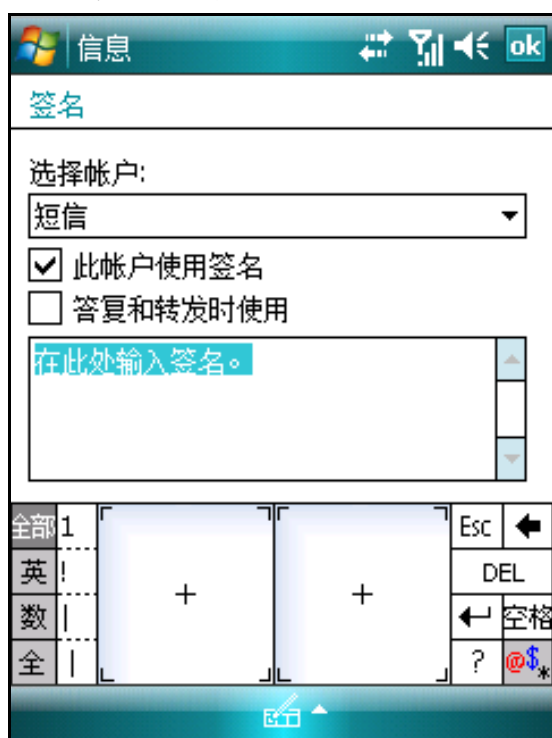 信息 ok
签名
选择帐户:
短信
此帐户使用签名
答复和转发时使用
在此处输入签名。
全部 1 Esc
英 ! DEL
数 | 空格
全 | ? @$*